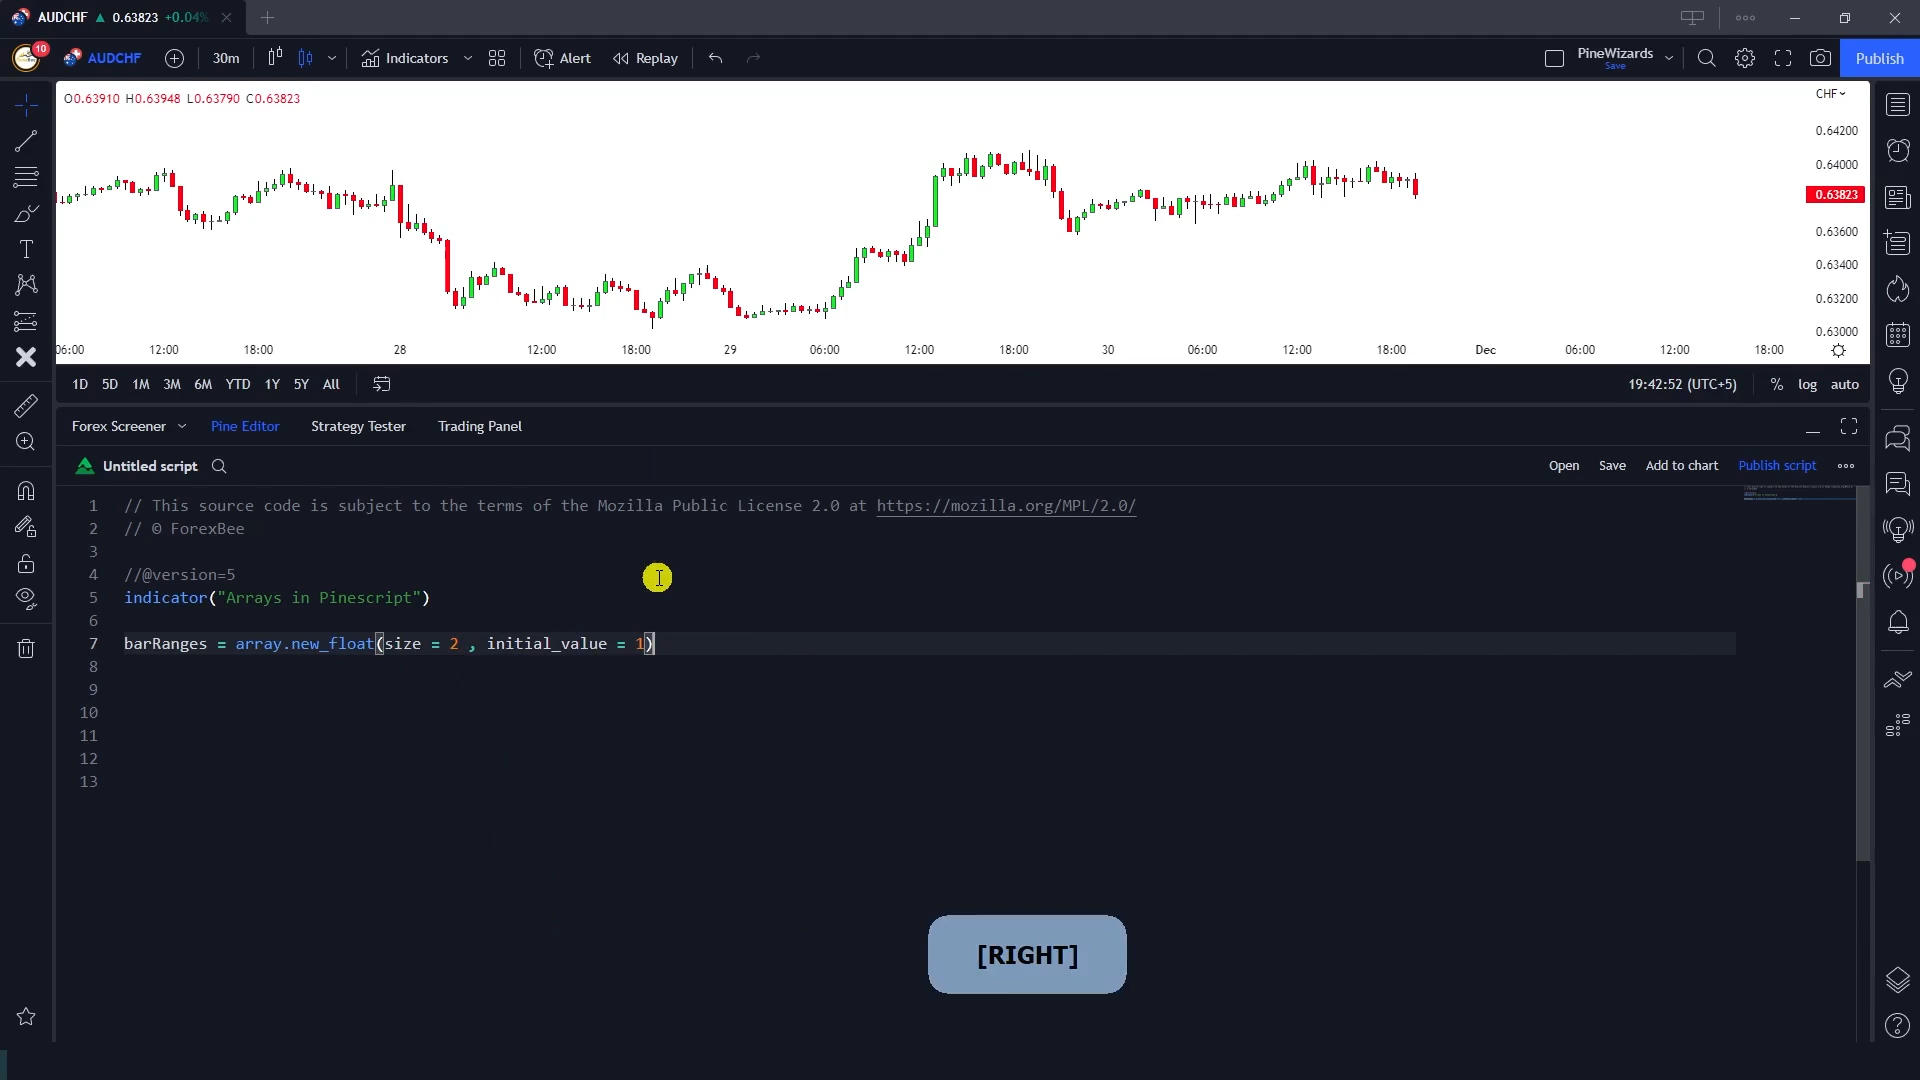 AUDCHF ▲ 0.63823 +0.04%
10 AUDCHF 30m Indicators Alert Replay PineWizards Save Publish
O0.63910 H0.63948 L0.63790 C0.63823
CHF
0.64200
0.64000
0.63823
0.63600
0.63400
0.63200
0.63000
06:00 12:00 18:00 28 12:00 18:00 29 06:00 12:00 18:00 30 06:00 12:00 18:00 Dec 06:00 12:00 18:00
1D 5D 1M 3M 6M YTD 1Y 5Y All 19:42:52 (UTC+5) % log auto
Forex Screener Pine Editor Strategy Tester Trading Panel
Untitled script Open Save Add to chart Publish script
1 // This source code is subject to the terms of the Mozilla Public License 2.0 at https://mozilla.org/MPL/2.0/
2 // © ForexBee
3
4 //@version=5
5 indicator("Arrays in Pinescript")
6
7 barRanges = array.new_float(size = 2 , initial_value = 1)
8
9
10
11
12
13
[RIGHT]